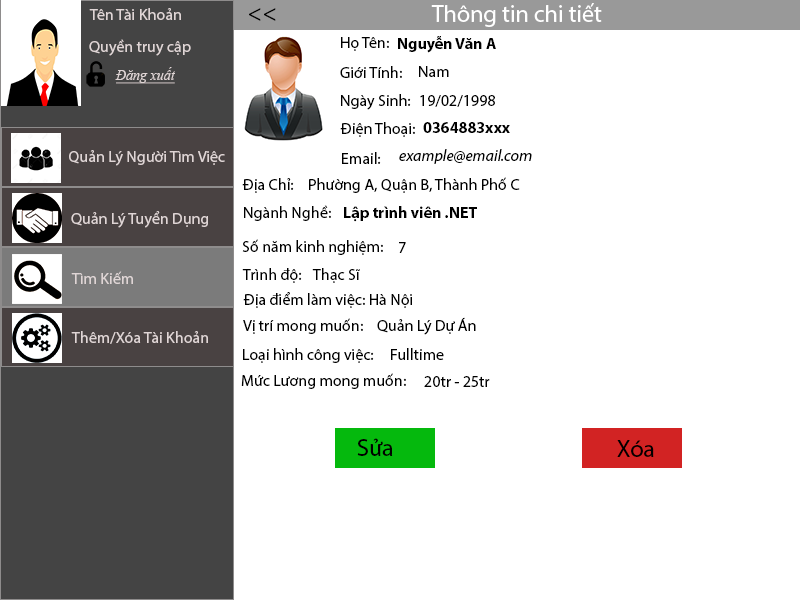 Tên Tài Khoản
Quyền truy cập
Đăng xuất
Quản Lý Người Tìm Việc
Quản Lý Tuyển Dụng
Tìm Kiếm
Thêm/Xóa Tài Khoản
<< Thông tin chi tiết
Họ Tên: Nguyễn Văn A
Giới Tính: Nam
Ngày Sinh: 19/02/1998
Điện Thoại: 0364883xxx
Email: example@email.com
Địa Chỉ: Phường A, Quận B, Thành Phố C
Ngành Nghề: Lập trình viên .NET
Số năm kinh nghiệm: 7
Trình độ: Thạc Sĩ
Địa điểm làm việc: Hà Nội
Vị trí mong muốn: Quản Lý Dự Án
Loại hình công việc: Fulltime
Mức Lương mong muốn: 20tr - 25tr
Sửa
Xóa